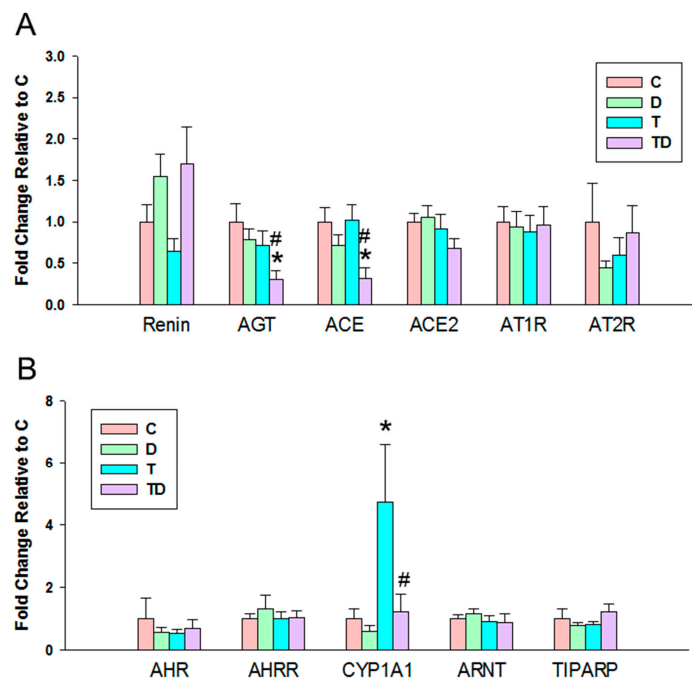 A
Fold Change Relative to C
3.0
2.5
2.0
1.5
1.0
0.5
0.0
C
D
T
TD
#
*
#
*
Renin AGT ACE ACE2 AT1R AT2R
B
Fold Change Relative to C
8
6
4
2
0
C
D
T
TD
*
#
AHR AHRR CYP1A1 ARNT TIPARP